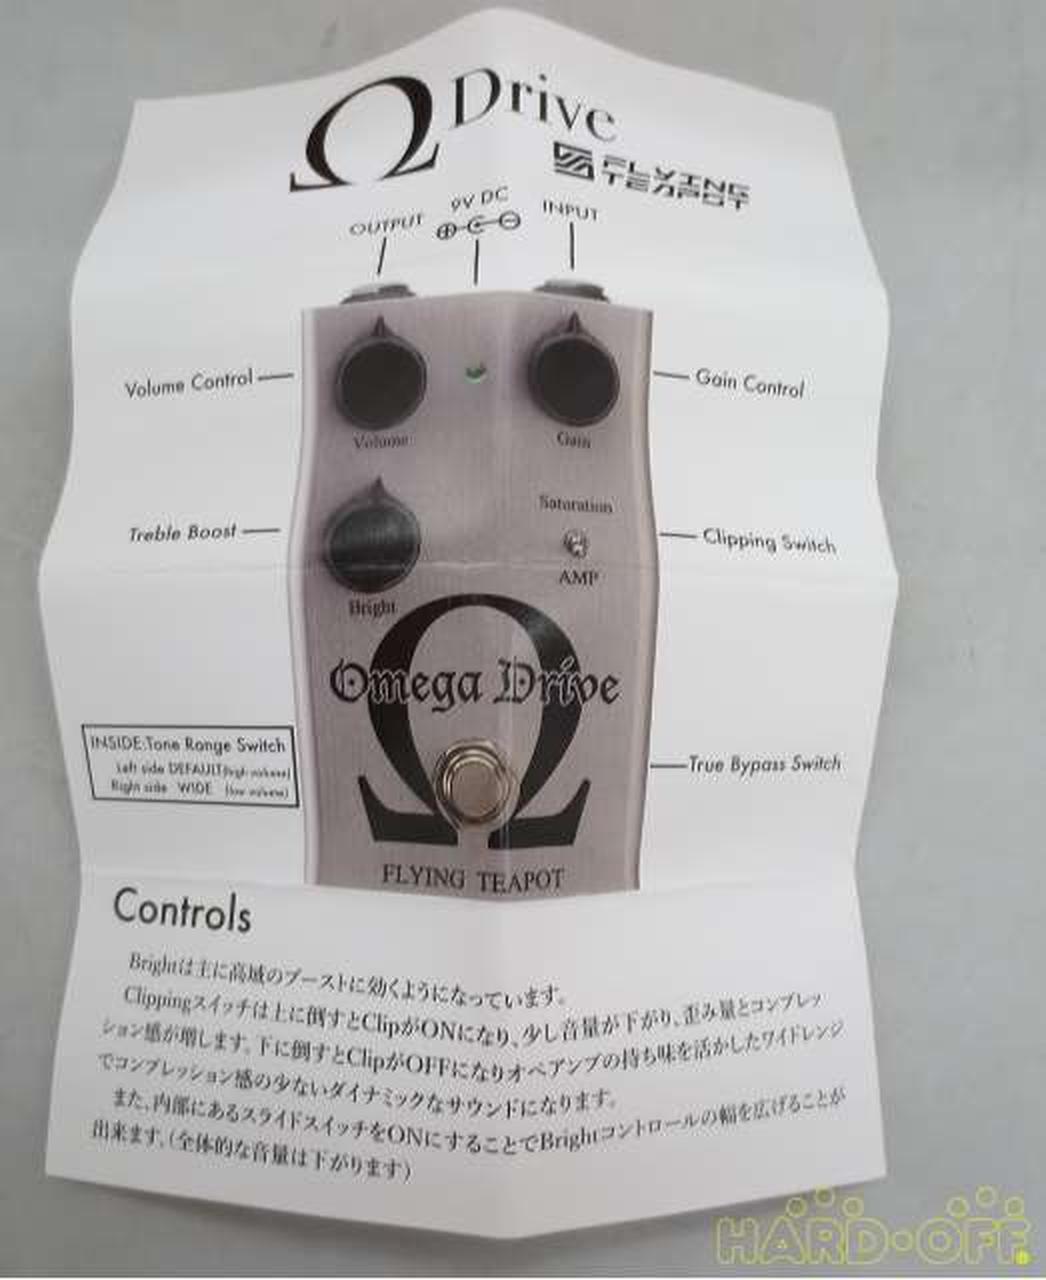 Ω Drive
FLYING
TEAPOT
OUTPUT
9V DC
INPUT
Volume Control
Gain Control
Volume
Gain
Treble Boost
Saturation
Clipping Switch
AMP
Bright
Omega Drive
Ω
INSIDE:Tone Range Switch
Left side DEFAULT(high volume)
Right side WIDE (low volume)
True Bypass Switch
FLYING TEAPOT
Controls
Brightは主に高域のブーストに効くようになっています。
Clippingスイッチは上に倒すとClipがONになり、少し音量が下がり、歪み量とコンプレッ
ション感が増します。下に倒すとClipがOFFになりオペアンプの持ち味を活かしたワイドレンジ
でコンプレッション感の少ないダイナミックなサウンドになります。
また、内部にあるスライドスイッチをONにすることでBrightコントロールの幅を広げることが
出来ます。(全体的な音量は下がります)
HARD・OFF